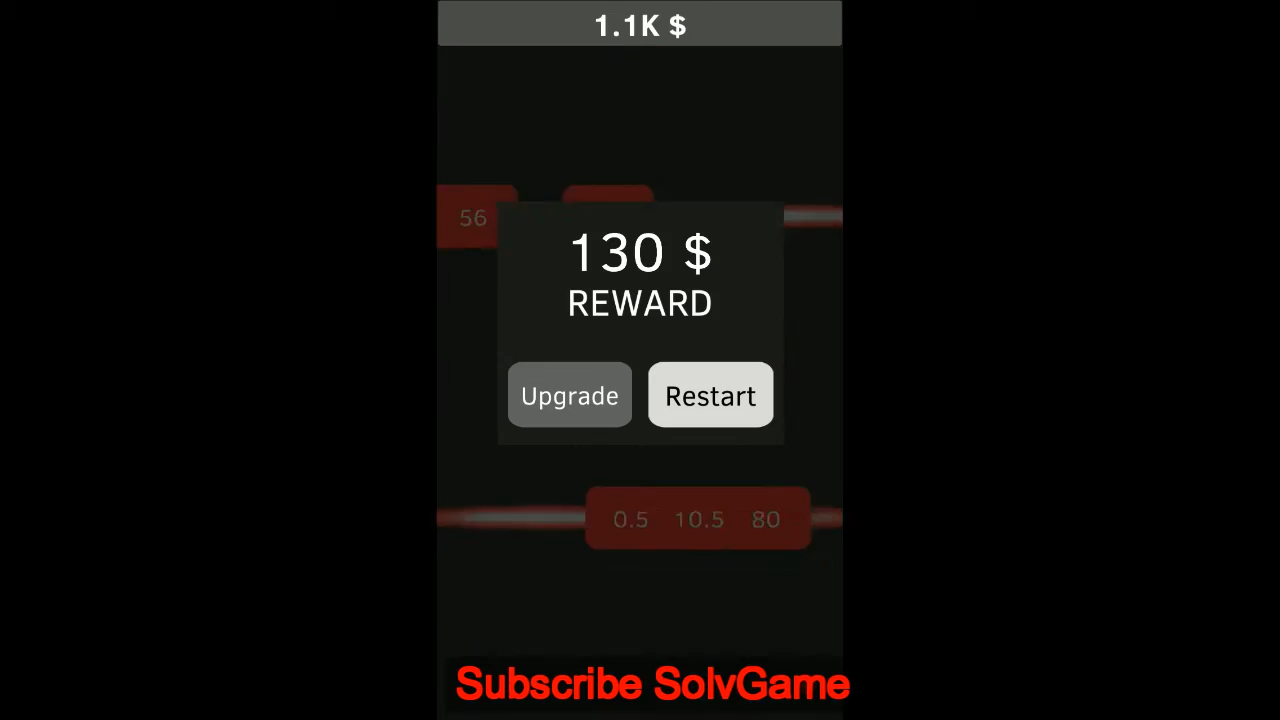 1.1K $
56
130 $
REWARD
Upgrade Restart
0.5 10.5 80
Subscribe SolvGame